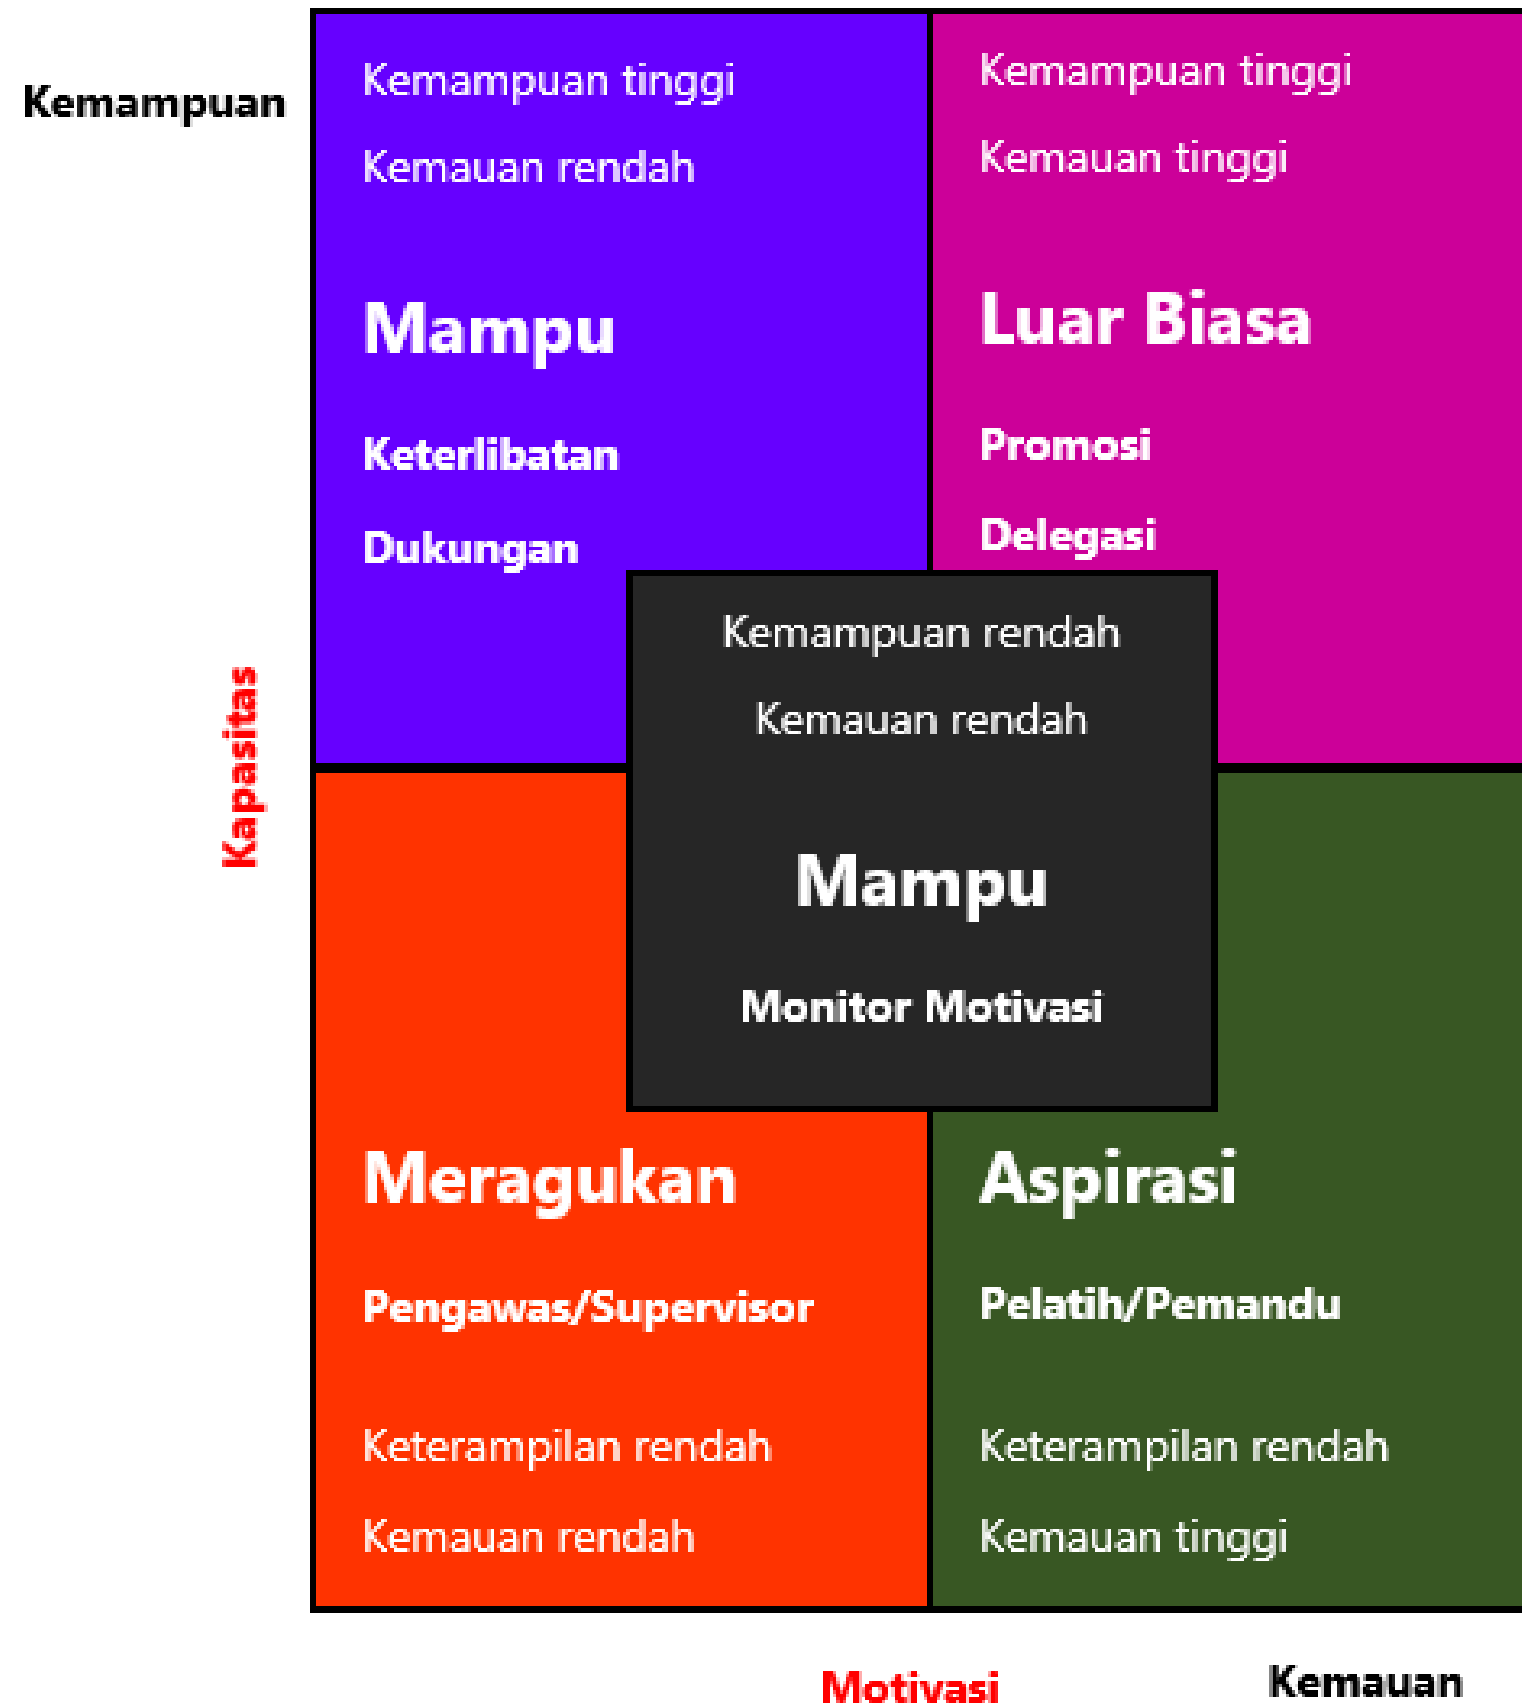 Kemampuan
Kemampuan tinggi
Kemauan rendah
Mampu
Keterlibatan
Dukungan
Kemampuan tinggi
Kemauan tinggi
Luar Biasa
Promosi
Delegasi
Kapasitas
Kemampuan rendah
Kemauan rendah
Mampu
Monitor Motivasi
Meragukan
Pengawas/Supervisor
Keterampilan rendah
Kemauan rendah
Aspirasi
Pelatih/Pemandu
Keterampilan rendah
Kemauan tinggi
Motivasi
Kemauan